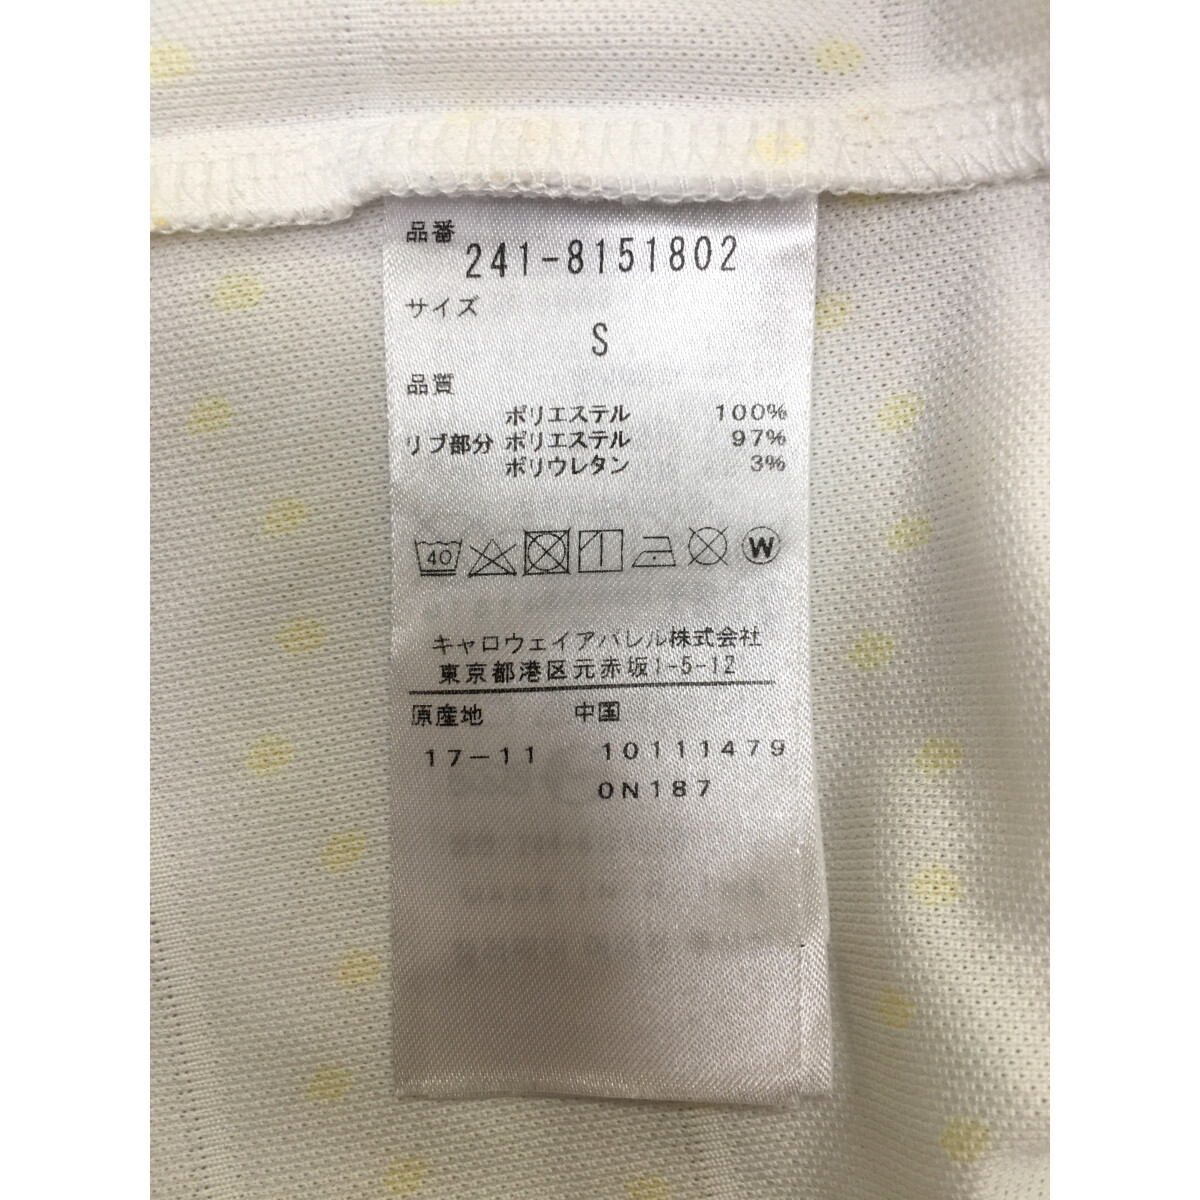 品番
241-8151802
サイズ
S
品質
ポリエステル 100%
リブ部分 ポリエステル 97%
ポリウレタン 3%
40 W
キャロウェイアパレル株式会社
東京都港区元赤坂1-5-12
原産地 中国
17-11 10111479
0N187